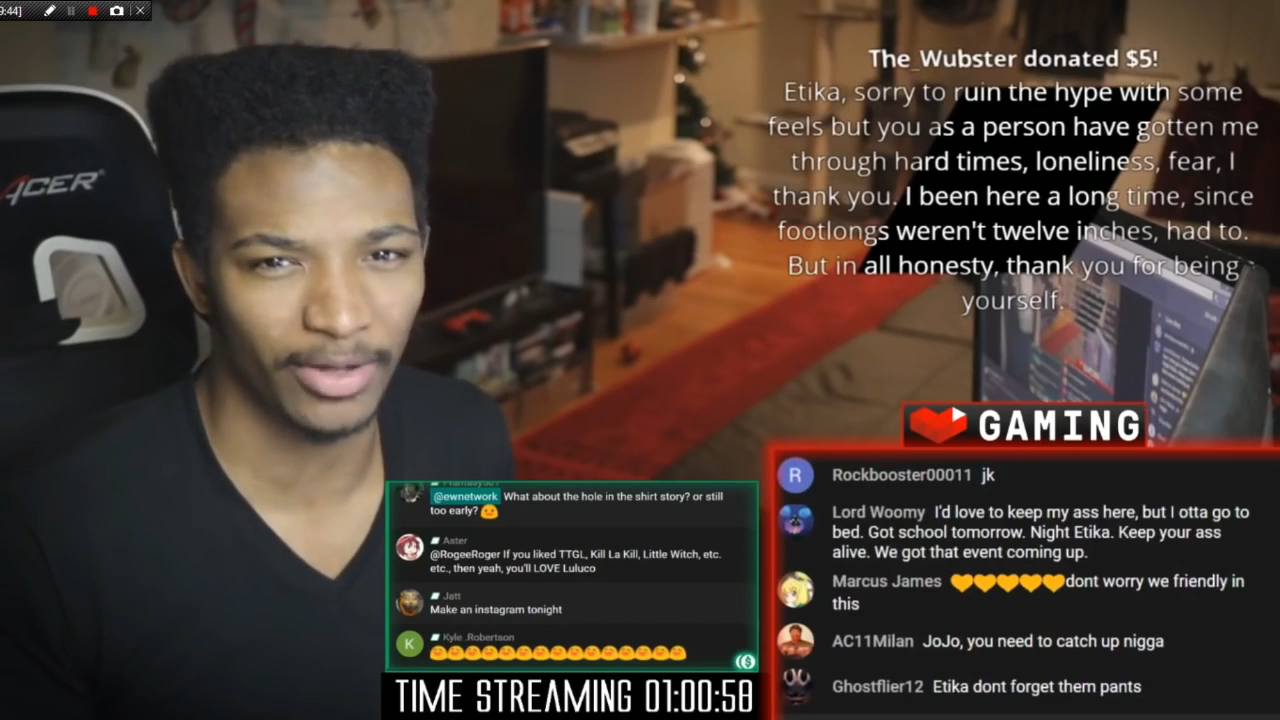 9:44]
The_Wubster donated $5!
Etika, sorry to ruin the hype with some
feels but you as a person have gotten me
through hard times, loneliness, fear, I
thank you. I been here a long time, since
footlongs weren't twelve inches, had to.
But in all honesty, thank you for being
yourself.
ACER
GAMING
@ewnetwork What about the hole in the shirt story? or still
too early?
Aster
@RogeeRoger If you liked TTGL, Kill La Kill, Little Witch, etc.
etc., then yeah, you'll LOVE Luluco
Jatt
Make an instagram tonight
K Kyle .Robertson
TIME STREAMING 01:00:58
R Rockbooster00011 jk
Lord Woomy I'd love to keep my ass here, but I otta go to
bed. Got school tomorrow. Night Etika. Keep your ass
alive. We got that event coming up.
Marcus James 💛💛💛💛💛dont worry we friendly in
this
AC11Milan JoJo, you need to catch up nigga
Ghostflier12 Etika dont forget them pants